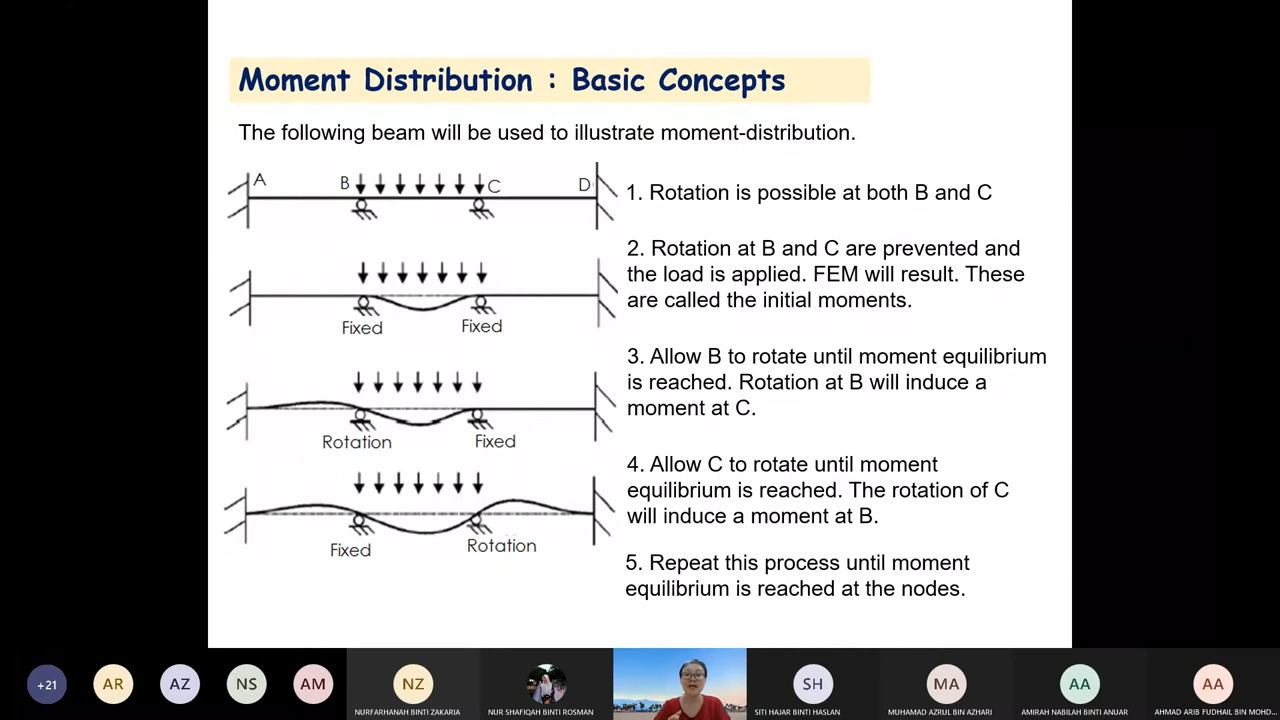 Moment Distribution : Basic Concepts
The following beam will be used to illustrate moment-distribution.
A
B
C
D
1. Rotation is possible at both B and C
2. Rotation at B and C are prevented and
the load is applied. FEM will result. These
are called the initial moments.
Fixed
Fixed
3. Allow B to rotate until moment equilibrium
is reached. Rotation at B will induce a
moment at C.
Rotation
Fixed
4. Allow C to rotate until moment
equilibrium is reached. The rotation of C
will induce a moment at B.
Fixed
Rotation
5. Repeat this process until moment
equilibrium is reached at the nodes.
+21
AR
AZ
NS
AM
NZ
SH
MA
AA
AA
NURFARHANAH BINTI ZAKARIA
NUR SHAFIQAH BINTI ROSMAN
SITI HAJAR BINTI HASLAN
MUHAMAD AZRUL BIN AZHARI
AMIRAH NABILAH BINTI ANUAR
AHMAD ARIB FUDHAIL BIN MOHD...